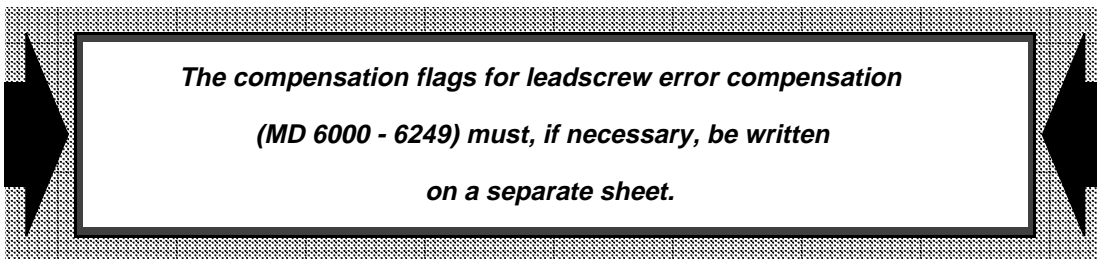 The compensation flags for leadscrew error compensation
(MD 6000 - 6249) must, if necessary, be written
on a separate sheet.